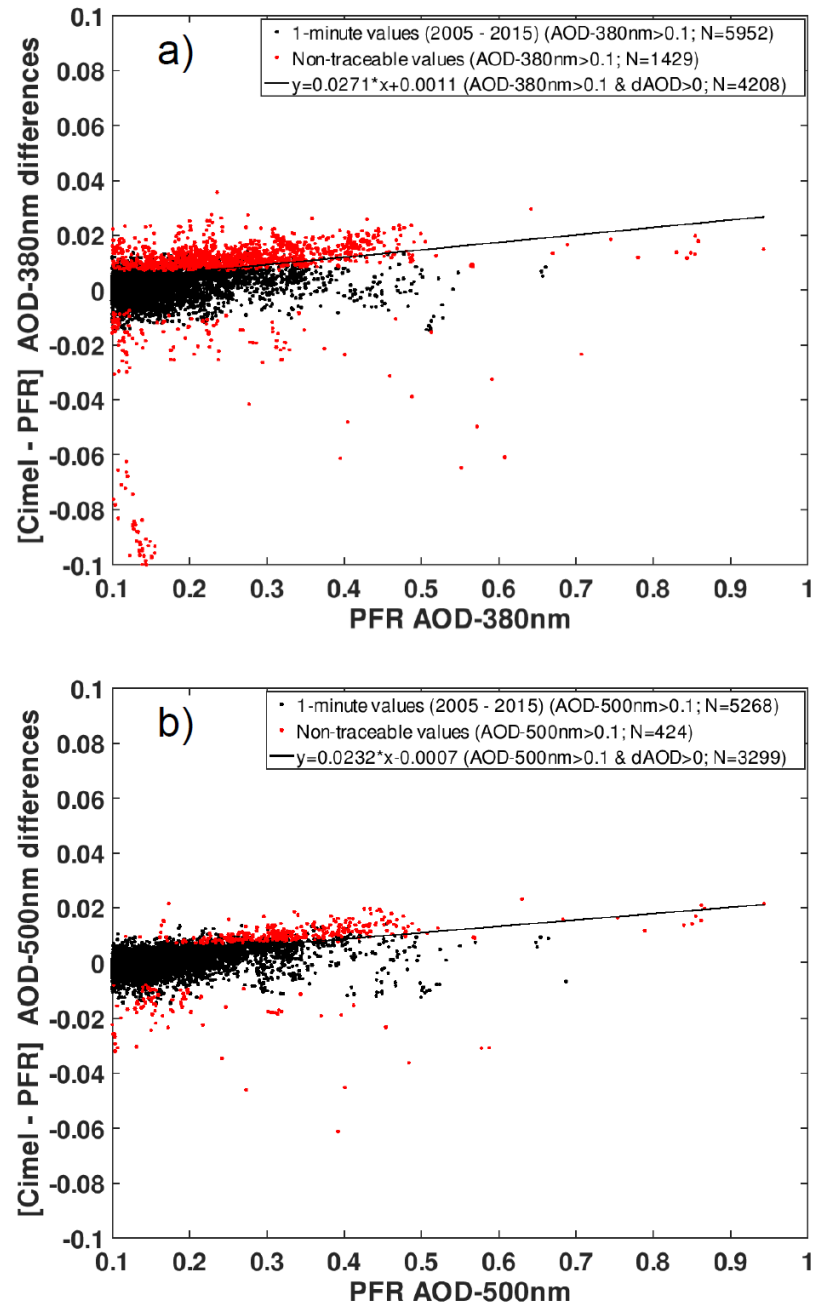 a)
1-minute values (2005 - 2015) (AOD-380nm>0.1; N=5952)
Non-traceable values (AOD-380nm>0.1; N=1429)
y=0.0271*x+0.0011 (AOD-380nm>0.1 & dAOD>0; N=4208)
[Cimel - PFR] AOD-380nm differences
0.1
0.08
0.06
0.04
0.02
0
-0.02
-0.04
-0.06
-0.08
-0.1
0.1 0.2 0.3 0.4 0.5 0.6 0.7 0.8 0.9 1
PFR AOD-380nm
b)
1-minute values (2005 - 2015) (AOD-500nm>0.1; N=5268)
Non-traceable values (AOD-500nm>0.1; N=424)
y=0.0232*x-0.0007 (AOD-500nm>0.1 & dAOD>0; N=3299)
[Cimel - PFR] AOD-500nm differences
0.1
0.08
0.06
0.04
0.02
0
-0.02
-0.04
-0.06
-0.08
-0.1
0.1 0.2 0.3 0.4 0.5 0.6 0.7 0.8 0.9 1
PFR AOD-500nm